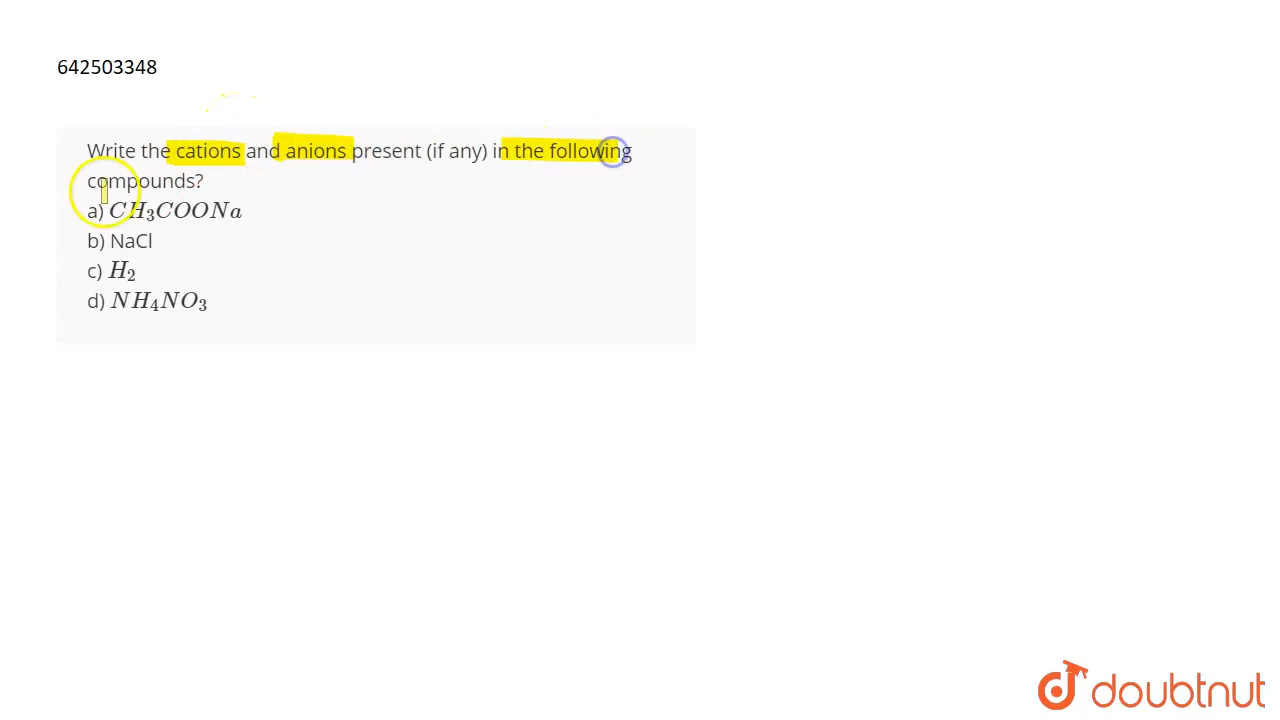 642503348
Write the cations and anions present (if any) in the following
compounds?
a) CH₃COONa
b) NaCl
c) H₂
d) NH₄NO₃
doubtnut